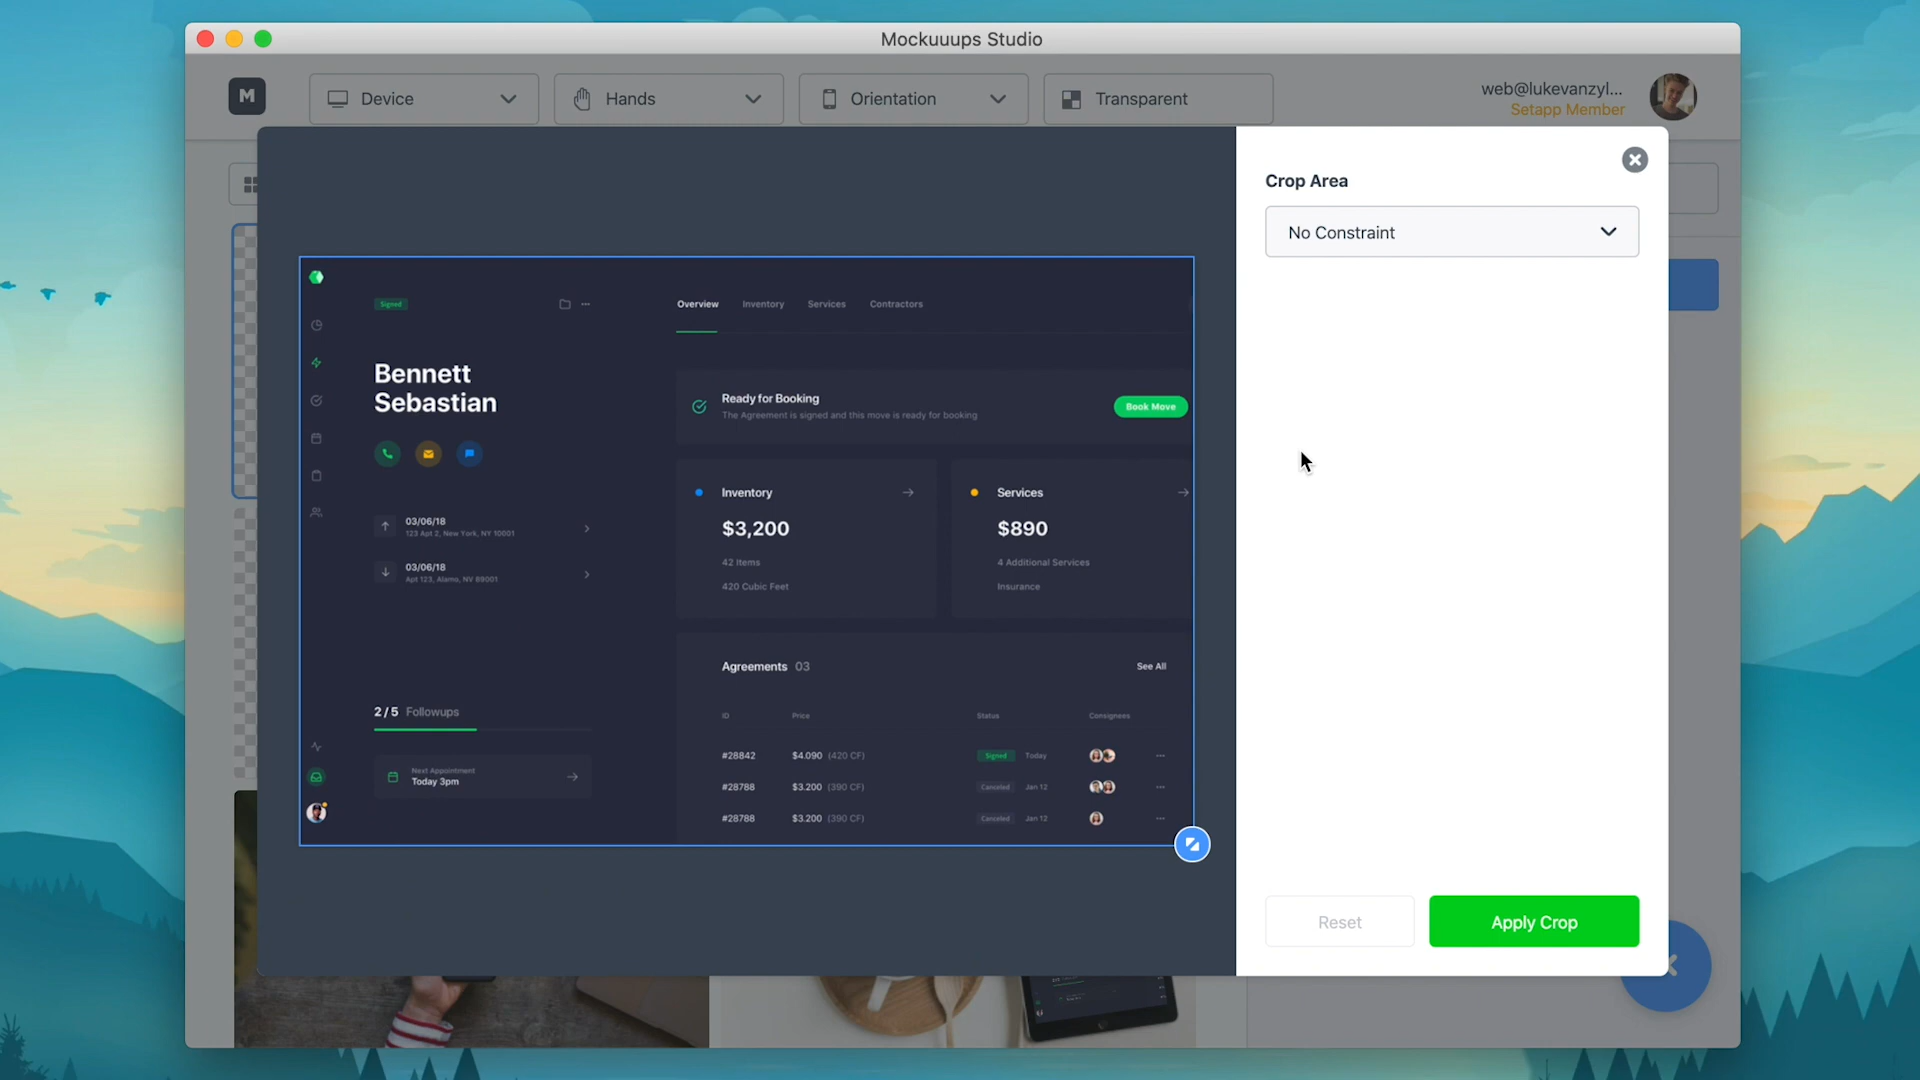 Mockuuups Studio
M
Device
Hands
Orientation
Transparent
web@lukevanzyl...
Setapp Member
Crop Area
No Constraint
Signed
Overview
Inventory
Services
Contractors
Bennett
Sebastian
Ready for Booking
The Agreement is signed and this move is ready for booking
Book Move
03/06/18
123 Apt 2, New York, NY 10001
03/06/18
Apt 123, Alamo, NV 89001
Inventory
$3,200
42 Items
420 Cubic Feet
Services
$890
4 Additional Services
Insurance
2/5 Followups
Next Appointment
Today 3pm
Agreements 03
See All
ID Price Status Consignees
#28842 $4.090 (420 CF) Signed Today
#28788 $3.200 (390 CF) Canceled Jan 12
#28788 $3.200 (390 CF) Canceled Jan 12
Reset
Apply Crop